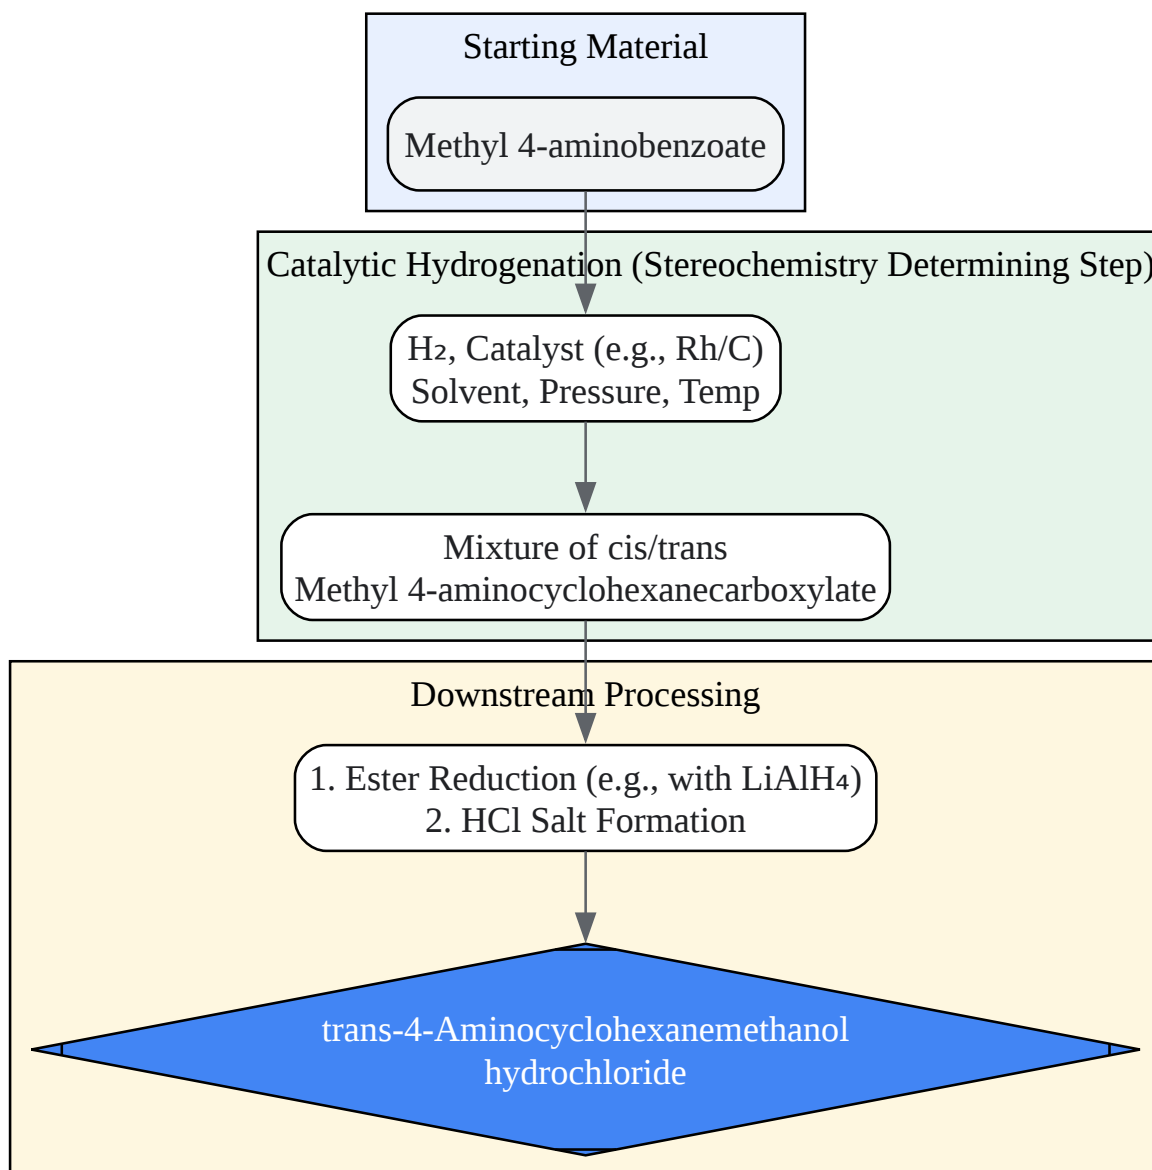 Starting Material
Methyl 4-aminobenzoate
Catalytic Hydrogenation (Stereochemistry Determining Step)
H₂, Catalyst (e.g., Rh/C)
Solvent, Pressure, Temp
Mixture of cis/trans
Methyl 4-aminocyclohexanecarboxylate
Downstream Processing
1. Ester Reduction (e.g., with LiAlH₄)
2. HCl Salt Formation
trans-4-Aminocyclohexanemethanol
hydrochloride